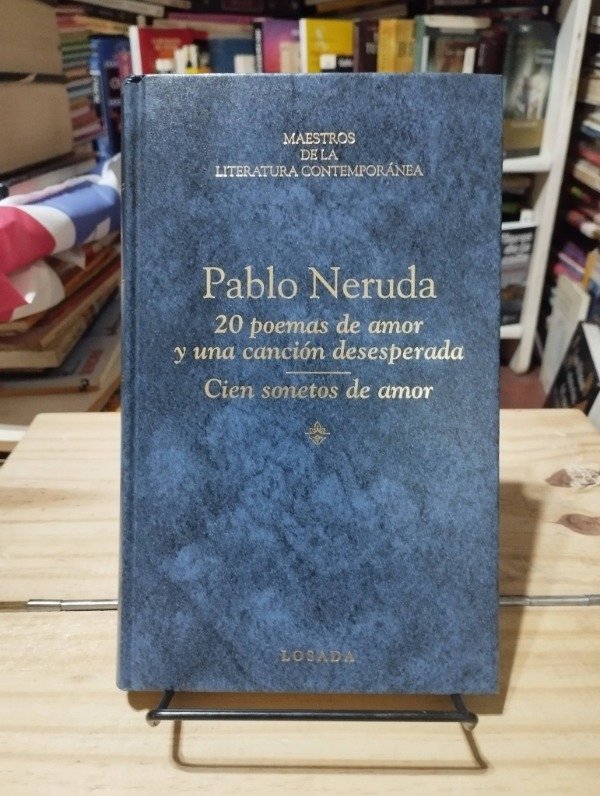 MAESTROS
DE LA
LITERATURA CONTEMPORÁNEA
Pablo Neruda
20 poemas de amor
y una canción desesperada
Cien sonetos de amor
LOSADA